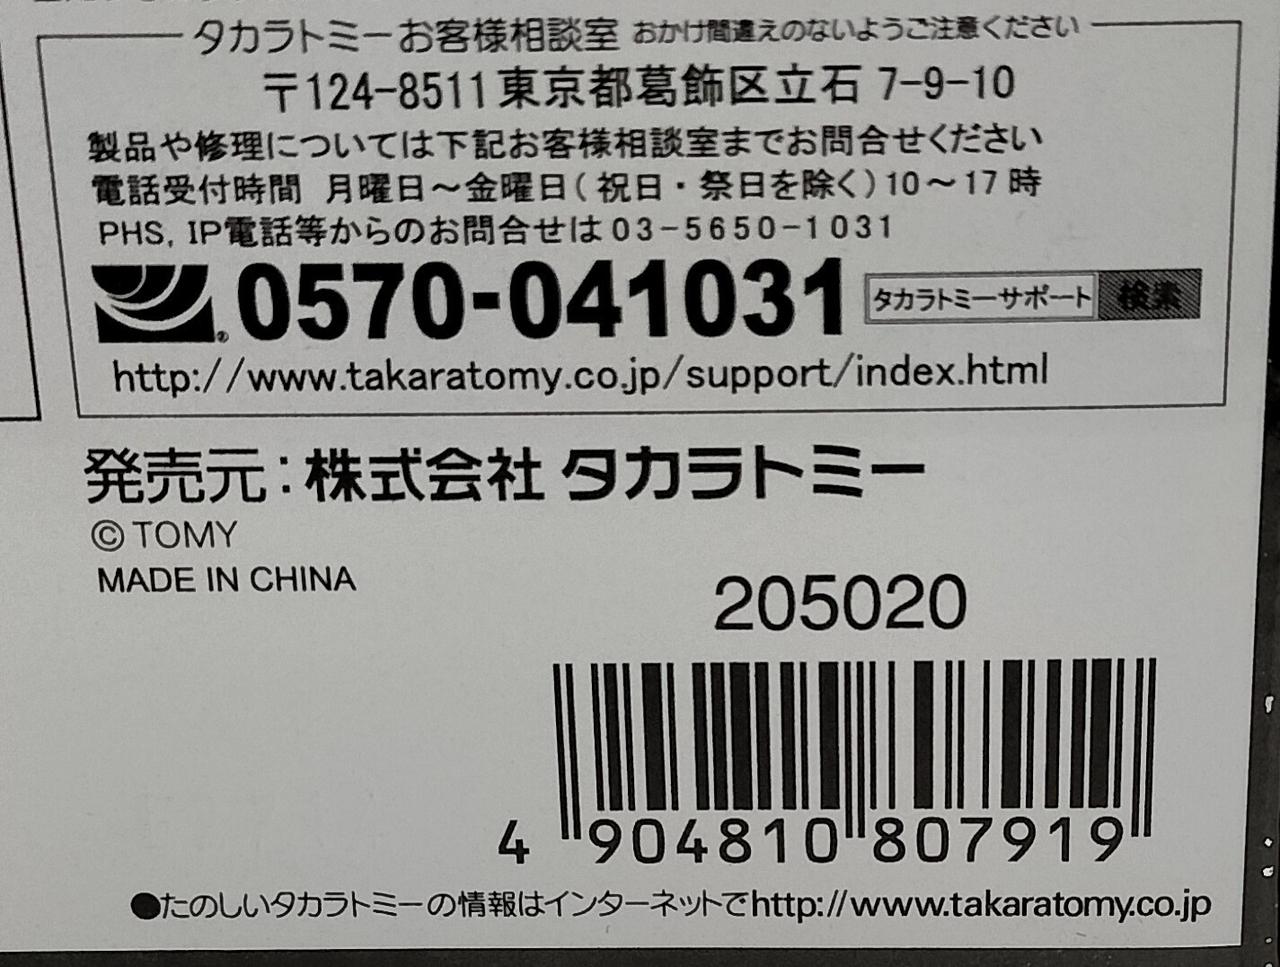 タカラトミーお客様相談室 おかけ間違えのないようご注意ください
〒124-8511 東京都葛飾区立石 7-9-10
製品や修理については下記お客様相談室までお問合せください
電話受付時間 月曜日～金曜日(祝日・祭日を除く)10～17時
PHS, IP電話等からのお問合せは03-5650-1031
0570-041031 タカラトミーサポート 検索
http://www.takaratomy.co.jp/support/index.html
発売元:株式会社 タカラトミー
©TOMY
MADE IN CHINA
205020
4 904810 807919
●たのしいタカラトミーの情報はインターネットでhttp://www.takaratomy.co.jp